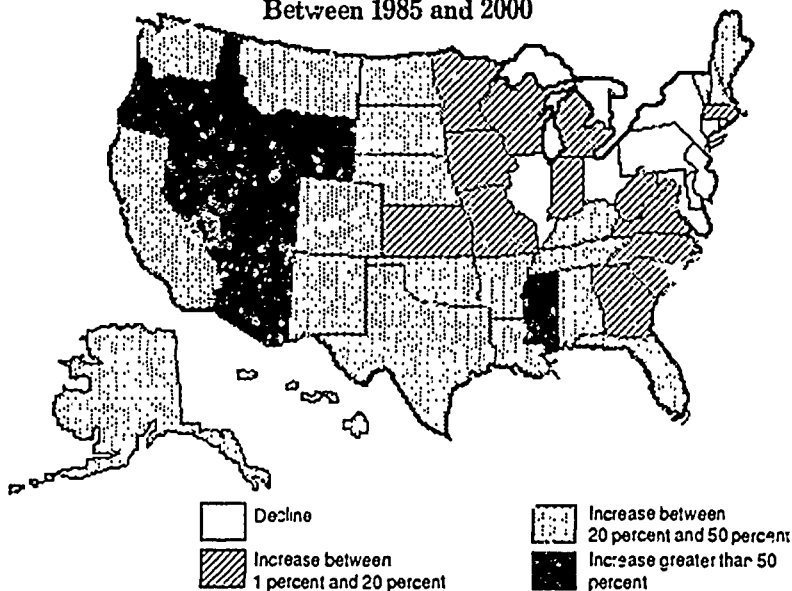 Between 1985 and 2000
Decline
Increase between
1 percent and 20 percent
Increase between
20 percent and 50 percent
Increase greater than 50
percent